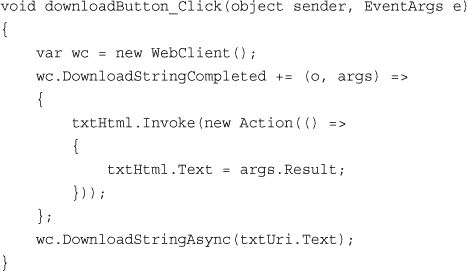 void downloadButton_Click(object sender, EventArgs e)
{
    var wc = new WebClient();
    wc.DownloadStringCompleted += (o, args) =>
    {
        txtHtml.Invoke(new Action(() =>
        {
            txtHtml.Text = args.Result;
        }));
    };
    wc.DownloadStringAsync(txtUri.Text);
}